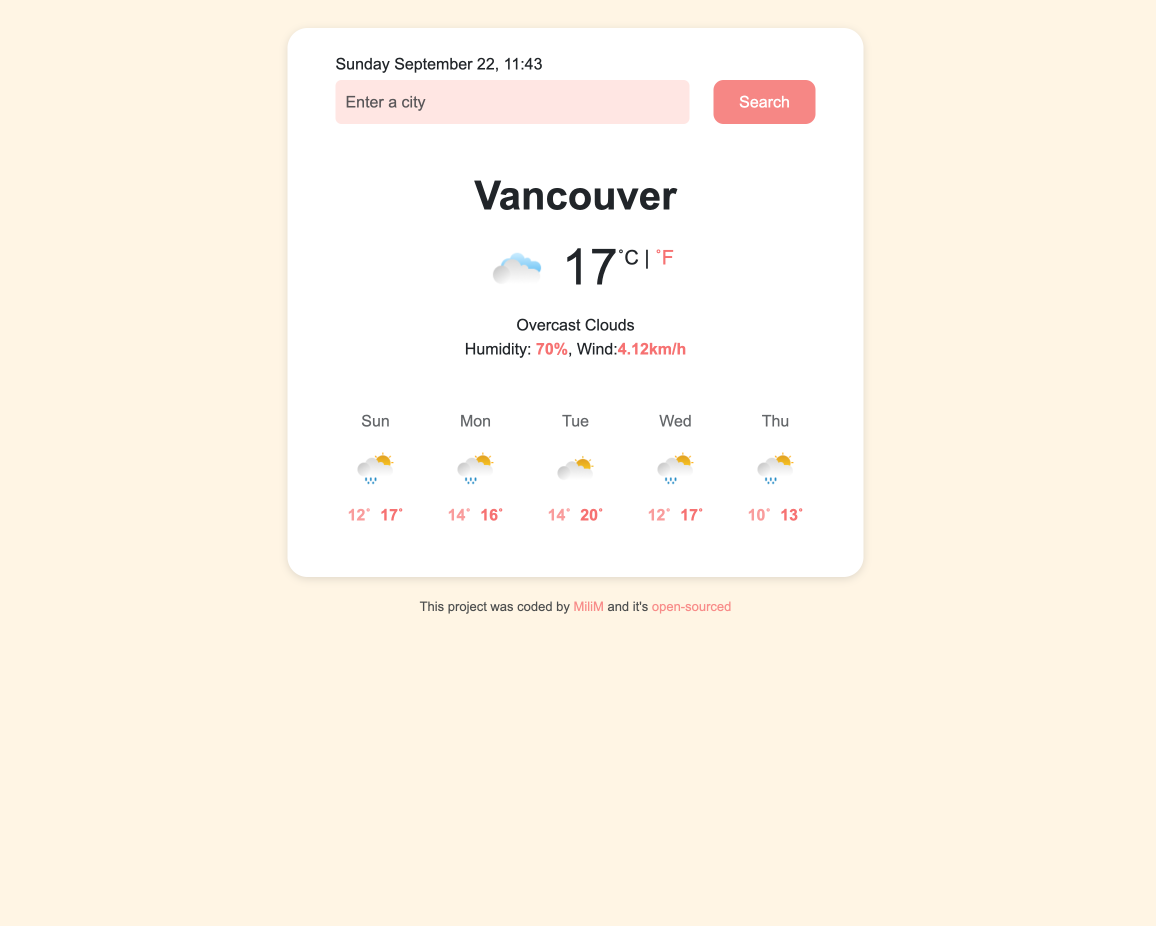 Sunday September 22, 11:43
Enter a city
Search
Vancouver
17°C | °F
Overcast Clouds
Humidity: 70%, Wind:4.12km/h
Sun Mon Tue Wed Thu
12° 17° 14° 16° 14° 20° 12° 17° 10° 13°
This project was coded by MiliM and it's open-sourced